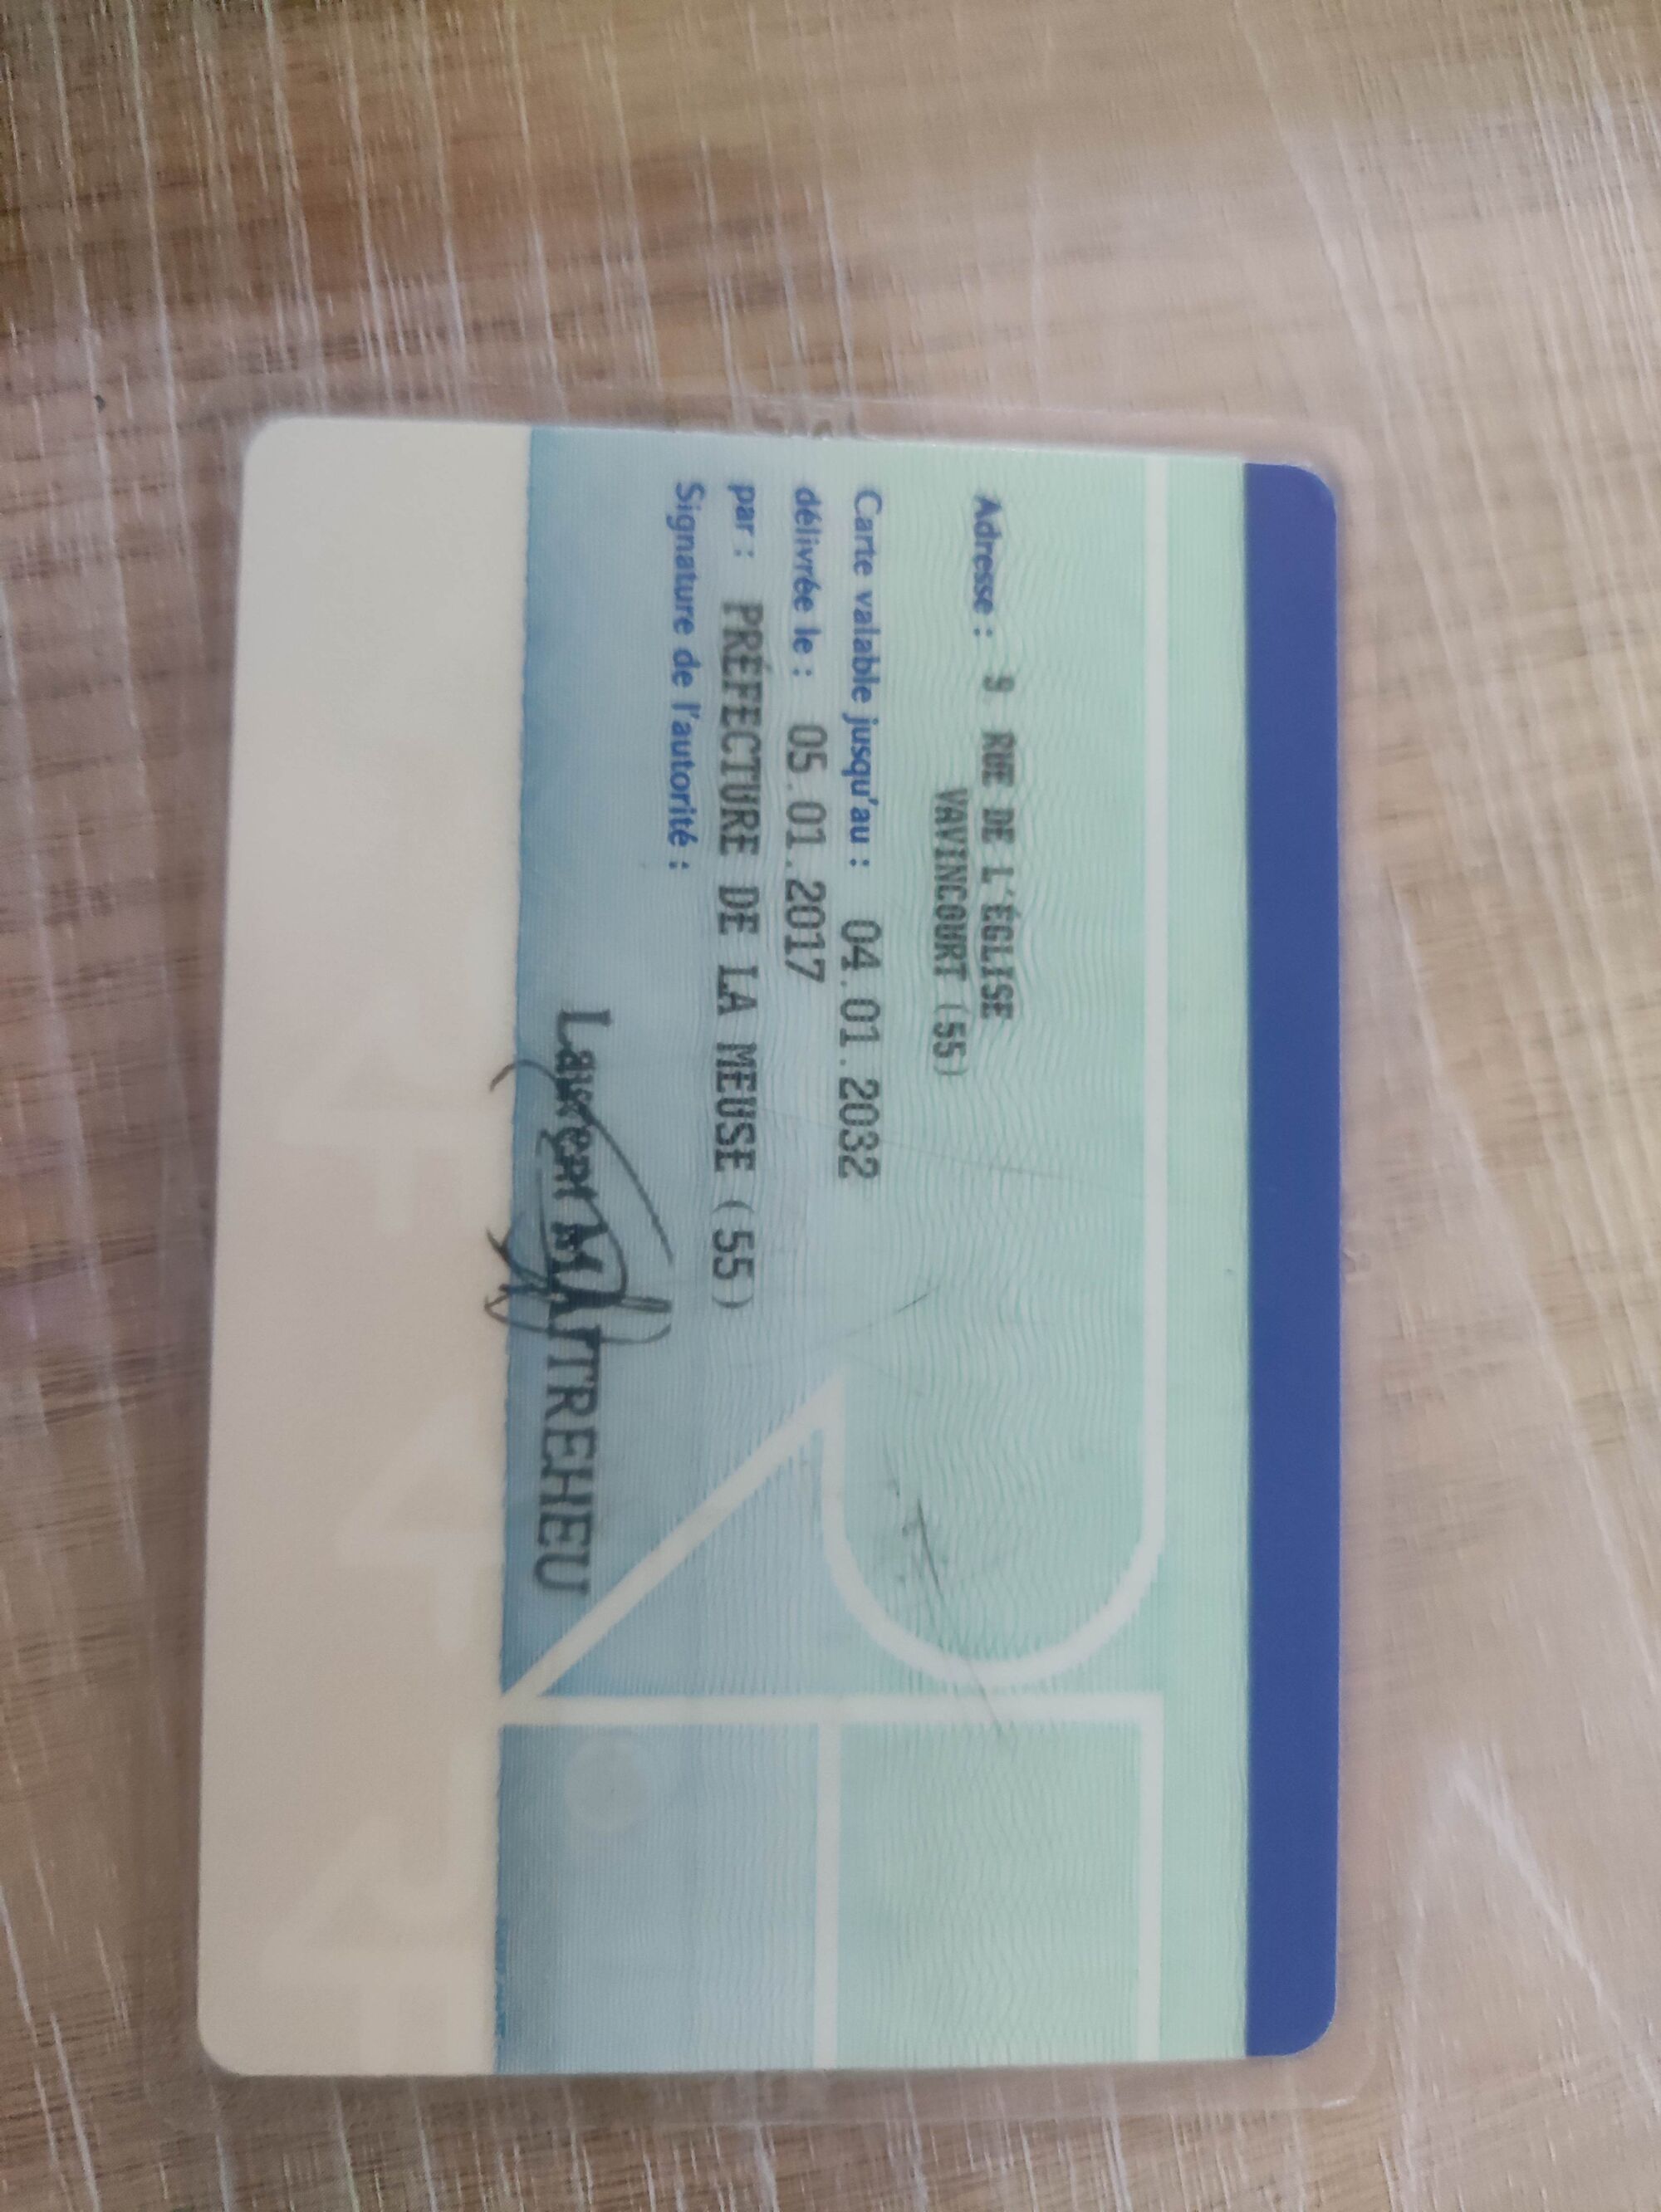 Adresse : 9 RUE DE L'ÉGLISE
VAVINCOURT (55)
Carte valable jusqu'au : 04.01.2032
délivrée le : 05.01.2017
par : PRÉFECTURE DE LA MEUSE (55)
Signature de l'autorité :
Laurent MAITREHEU